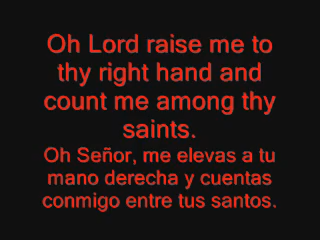 Oh Lord raise me to
thy right hand and
count me among thy
saints.
Oh Señor, me elevas a tu
mano derecha y cuentas
conmigo entre tus santos.